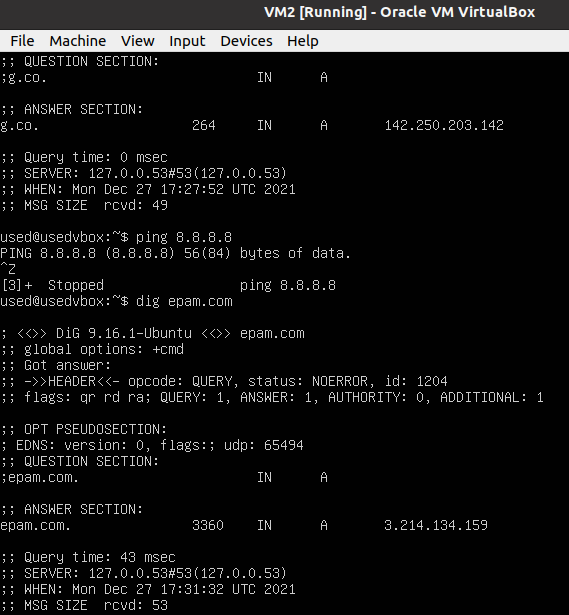 VM2 [Running] - Oracle VM VirtualBox
File Machine View Input Devices Help
;; QUESTION SECTION:
;g.co. IN A
;; ANSWER SECTION:
g.co. 264 IN A 142.250.203.142
;; Query time: 0 msec
;; SERVER: 127.0.0.53#53(127.0.0.53)
;; WHEN: Mon Dec 27 17:27:52 UTC 2021
;; MSG SIZE rcvd: 49
used@usedvbox:~$ ping 8.8.8.8
PING 8.8.8.8 (8.8.8.8) 56(84) bytes of data.
^Z
[3]+ Stopped ping 8.8.8.8
used@usedvbox:~$ dig epam.com
; <<>> DiG 9.16.1-Ubuntu <<>> epam.com
;; global options: +cmd
;; Got answer:
;; ->>HEADER<<- opcode: QUERY, status: NOERROR, id: 1204
;; flags: qr rd ra; QUERY: 1, ANSWER: 1, AUTHORITY: 0, ADDITIONAL: 1
;; OPT PSEUDOSECTION:
; EDNS: version: 0, flags:; udp: 65494
;; QUESTION SECTION:
;epam.com. IN A
;; ANSWER SECTION:
epam.com. 3360 IN A 3.214.134.159
;; Query time: 43 msec
;; SERVER: 127.0.0.53#53(127.0.0.53)
;; WHEN: Mon Dec 27 17:31:32 UTC 2021
;; MSG SIZE rcvd: 53